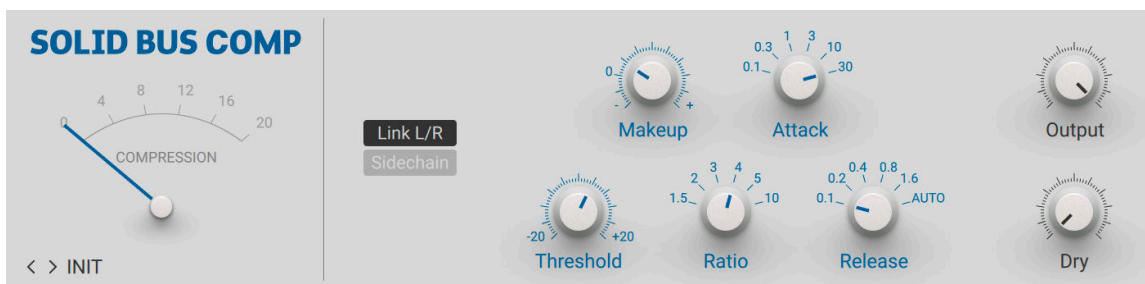 SOLID BUS COMP
0 4 8 12 16 20
COMPRESSION
< > INIT
Link L/R
Sidechain
0
- +
Makeup
0.1 0.3 1 3 10 30
Attack
Output
-20 +20
Threshold
1.5 2 3 4 5 10
Ratio
0.1 0.2 0.4 0.8 1.6 AUTO
Release
Dry